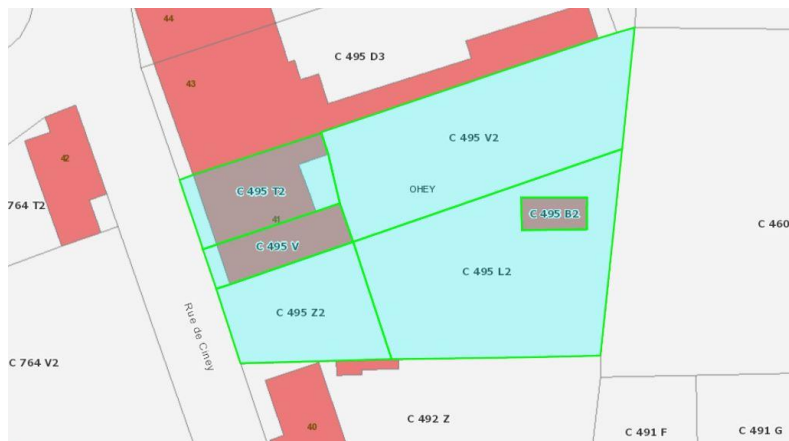 44
C 495 D3
43
C 495 V2
42
C 495 T2
OHEY
764 T2
41
C 495 B2
C 460
C 495 V
C 495 L2
C 495 Z2
Rue de Ciney
C 764 V2
C 492 Z
40
C 491 F
C 491 G